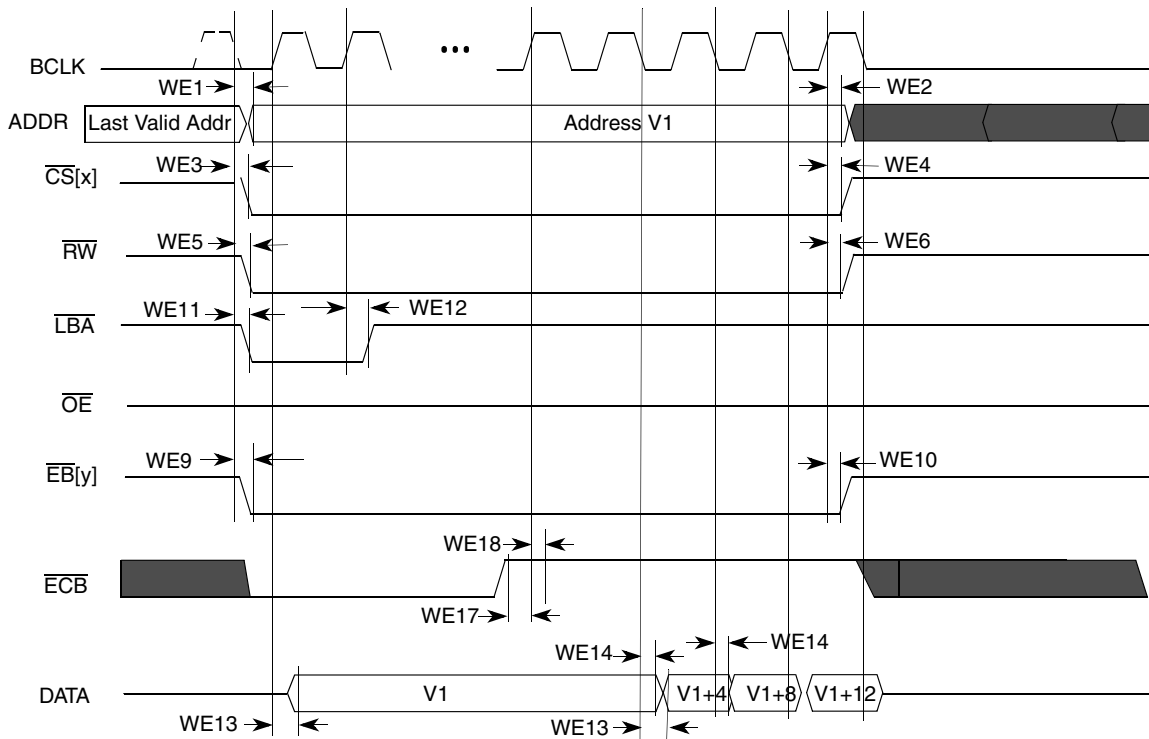 BCLK
•••
WE1
WE2
ADDR
Last Valid Addr
Address V1
CS[x]
WE3
WE4
RW
WE5
WE6
LBA
WE11
WE12
OE
EB[y]
WE9
WE10
ECB
WE18
WE17
WE14
WE14
DATA
V1
V1+4
V1+8
V1+12
WE13
WE13